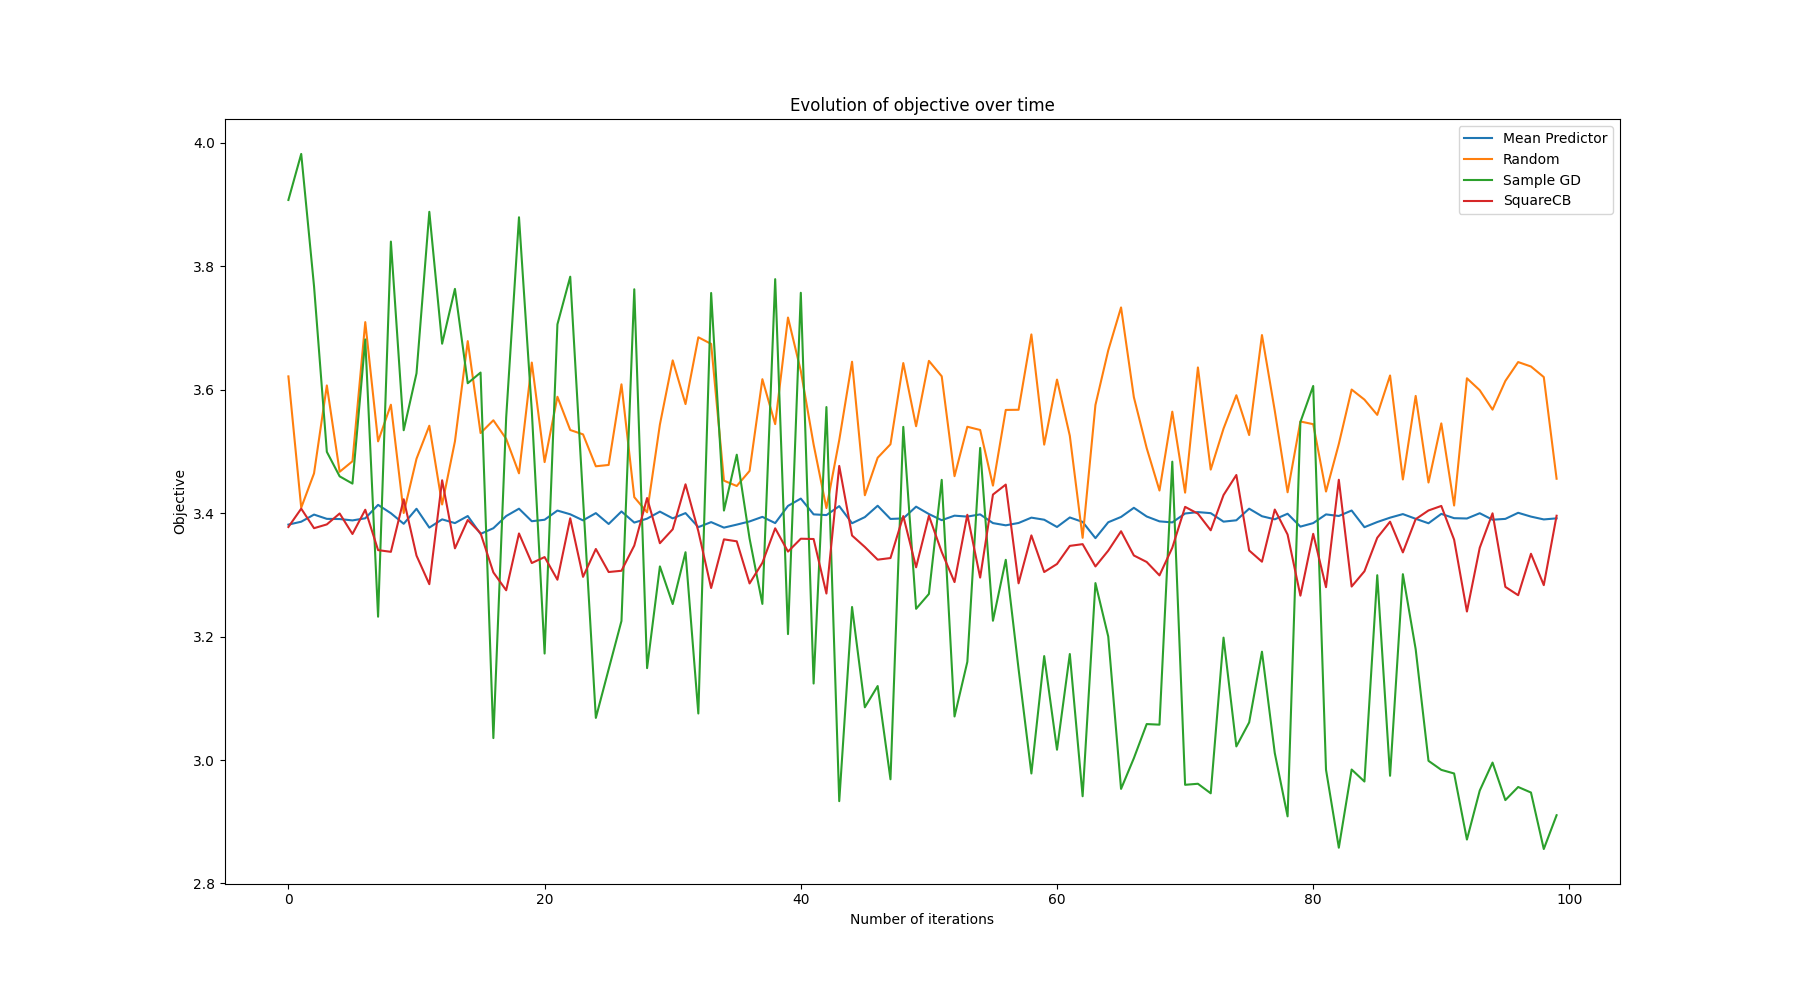 Evolution of objective over time
4.0
3.8
3.6
3.4
3.2
3.0
2.8
Objective
Mean Predictor
Random
Sample GD
SquareCB
0 20 40 60 80 100
Number of iterations